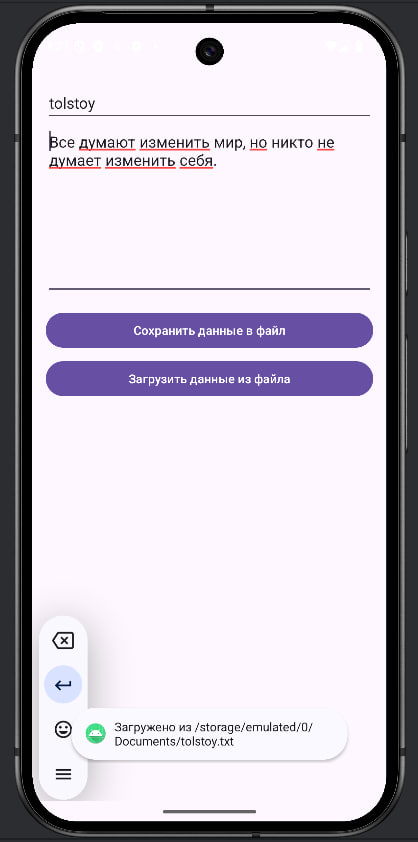 tolstoy
Все думают изменить мир, но никто не
думает изменить себя.
Сохранить данные в файл
Загрузить данные из файла
Загружено из /storage/emulated/0/
Documents/tolstoy.txt